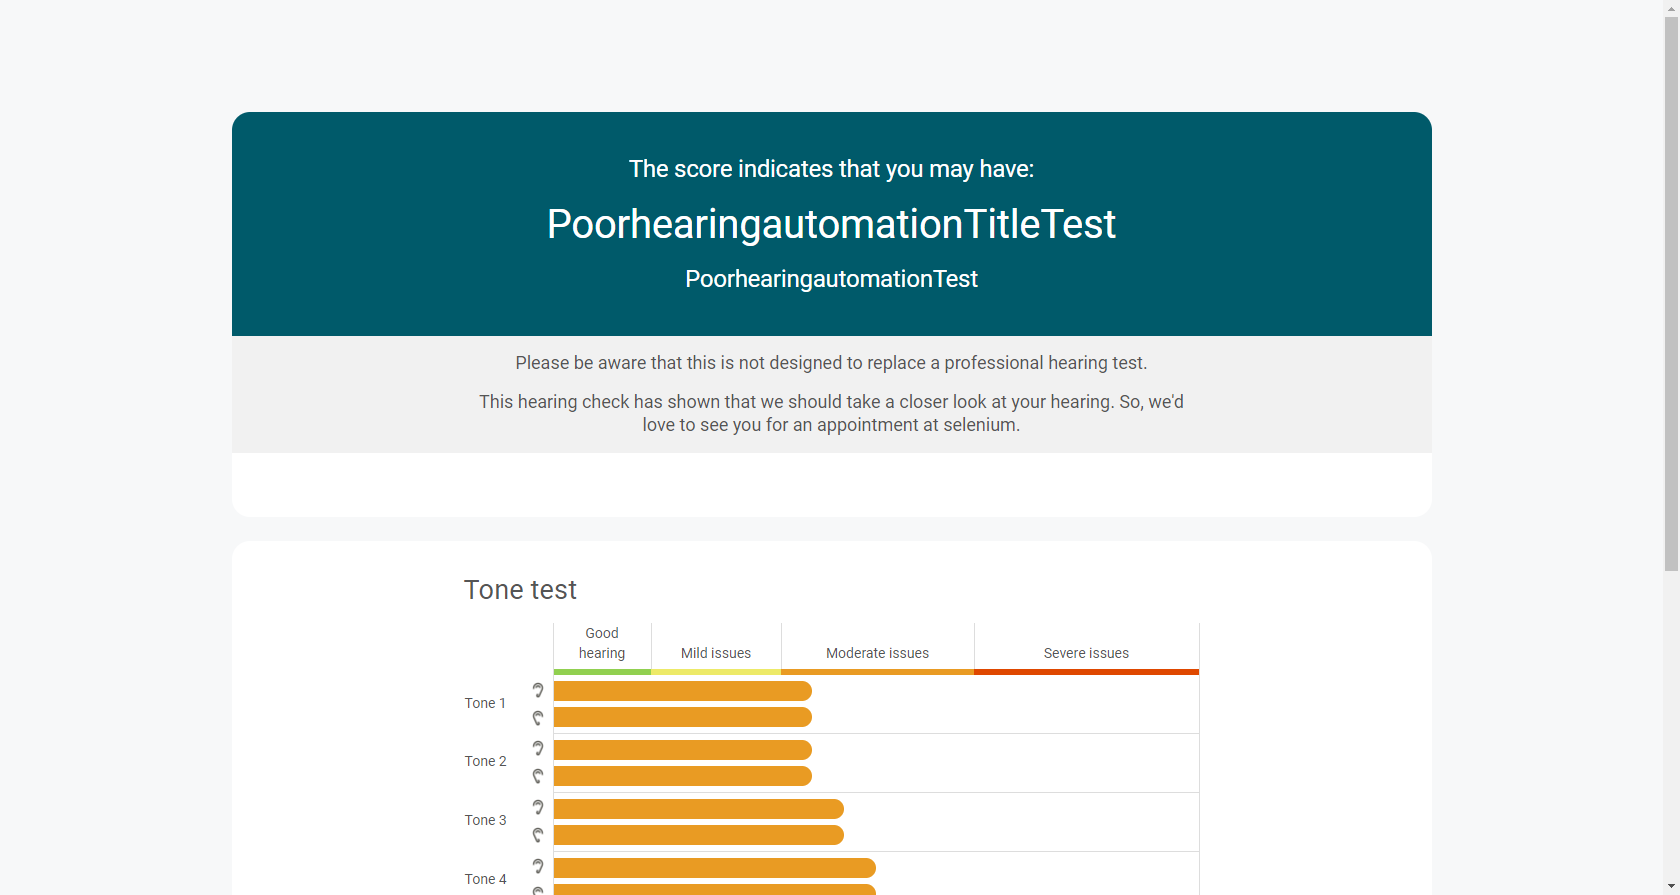 The score indicates that you may have:
PoorhearingautomationTitleTest
PoorhearingautomationTest
Please be aware that this is not designed to replace a professional hearing test.
This hearing check has shown that we should take a closer look at your hearing. So, we'd
love to see you for an appointment at selenium.
Tone test
Good
hearing
Mild issues
Moderate issues
Severe issues
Tone 1
Tone 2
Tone 3
Tone 4